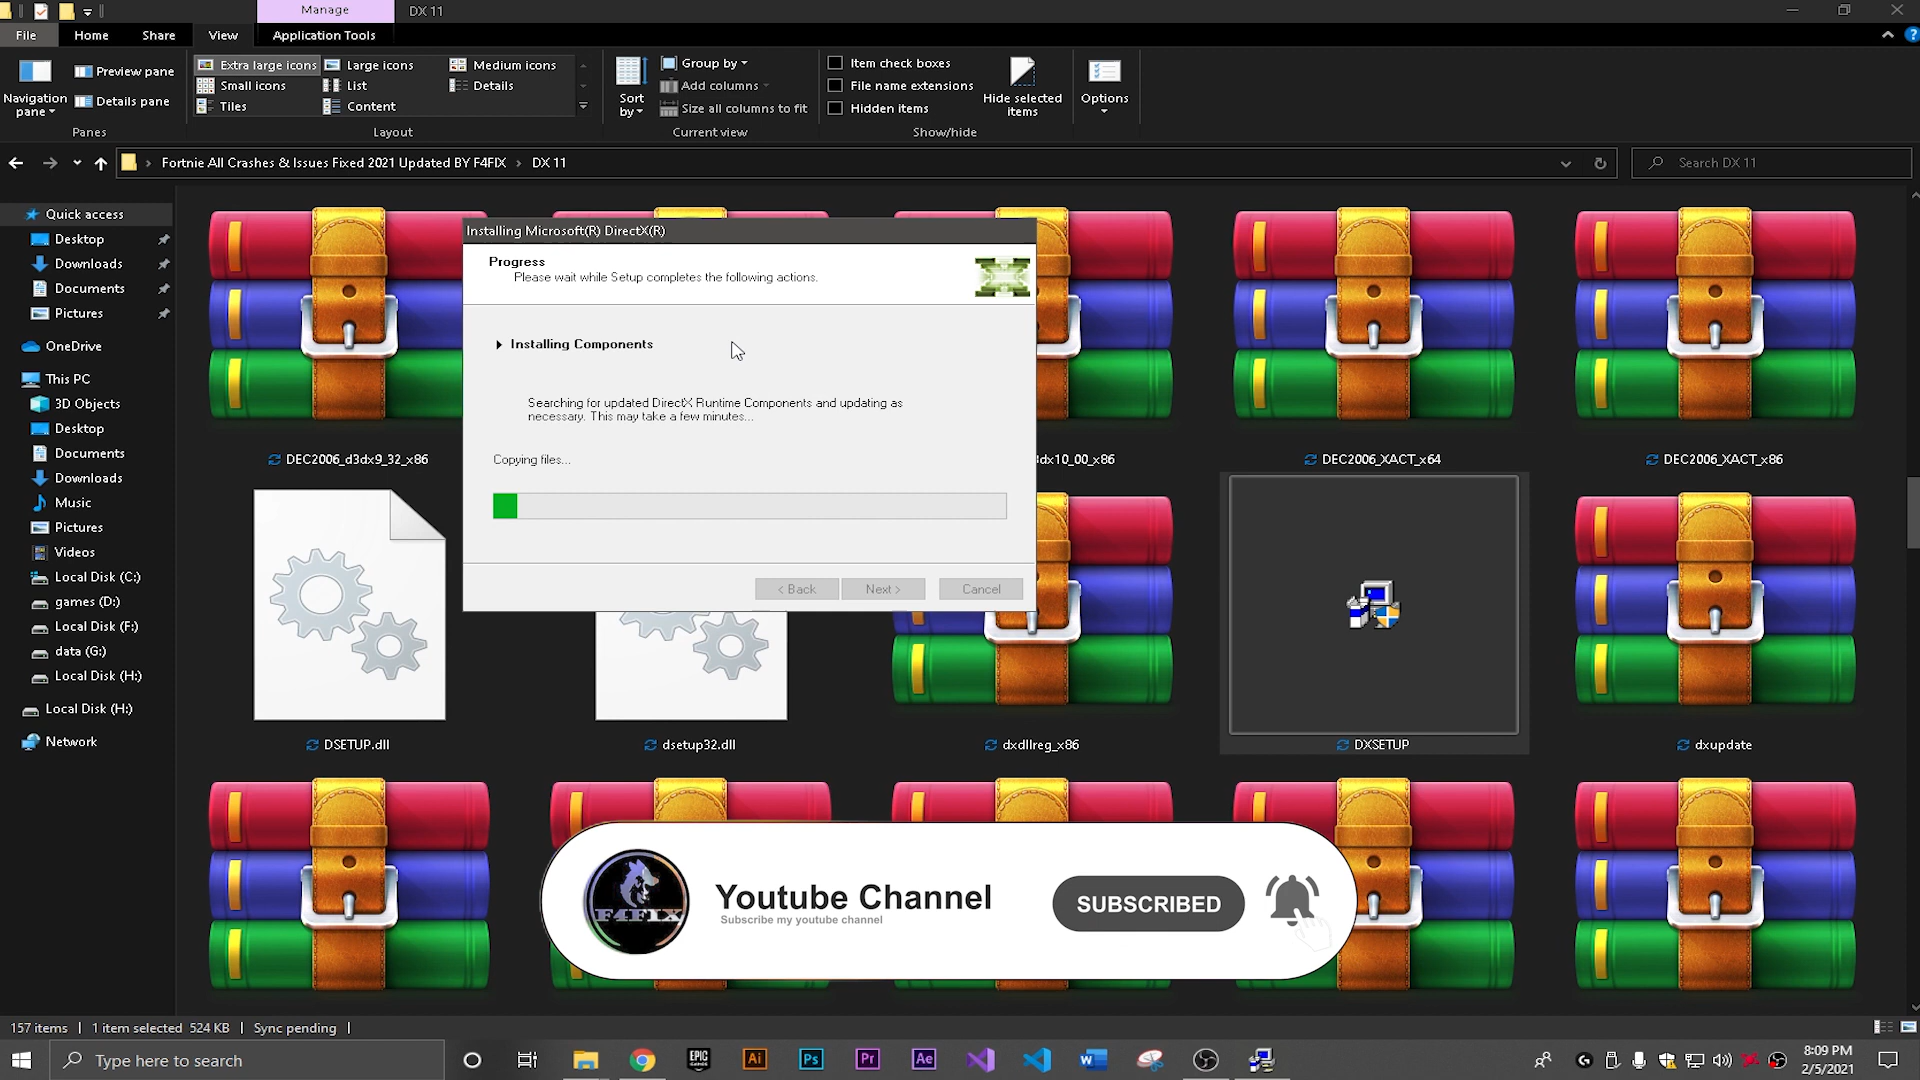 Manage
DX 11
File
Home
Share
View
Application Tools
Navigation pane
Preview pane
Details pane
Panes
Extra large icons
Large icons
Medium icons
Small icons
List
Details
Tiles
Content
Layout
Sort by
Group by
Add columns
Size all columns to fit
Current view
Item check boxes
File name extensions
Hidden items
Hide selected items
Show/hide
Options
Fortnie All Crashes & Issues Fixed 2021 Updated BY F4FIX > DX 11
Search DX 11
Quick access
Desktop
Downloads
Documents
Pictures
OneDrive
This PC
3D Objects
Desktop
Documents
Downloads
Music
Pictures
Videos
Local Disk (C:)
games (D:)
Local Disk (F:)
data (G:)
Local Disk (H:)
Local Disk (H:)
Network
Installing Microsoft(R) DirectX(R)
Progress
Please wait while Setup completes the following actions.
Installing Components
Searching for updated DirectX Runtime Components and updating as
necessary. This may take a few minutes...
Copying files...
< Back
Next >
Cancel
DEC2006_d3dx9_32_x86
3dx10_00_x86
DEC2006_XACT_x64
DEC2006_XACT_x86
DSETUP.dll
dsetup32.dll
dxdllreg_x86
DXSETUP
dxupdate
F4FIX
Youtube Channel
Subscribe my youtube channel
SUBSCRIBED
157 items
1 item selected 524 KB
Sync pending
Type here to search
EPIC
Ai
Ps
Pr
Ae
8:09 PM
2/5/2021